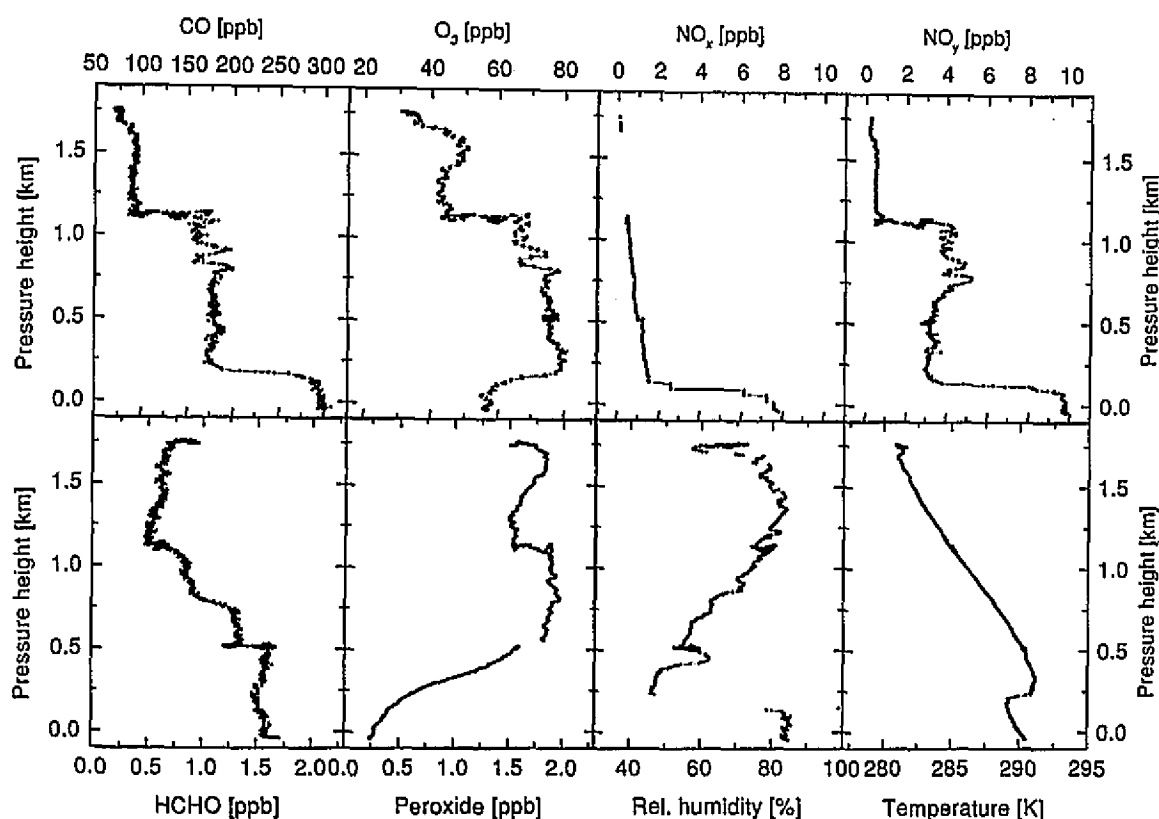 CO [ppb] O3 [ppb] NOx [ppb] NOy [ppb]
50 100 150 200 250 300 20 40 60 80 0 2 4 6 8 10 0 2 4 6 8 10
Pressure height [km]
1.5
1.0
0.5
0.0
i
1.5
1.0
0.5
0.0
Pressure height [km]
Pressure height [km]
1.5
1.0
0.5
0.0
1.5
1.0
0.5
0.0
Pressure height [km]
0.0 0.5 1.0 1.5 2.0 0.0 0.5 1.0 1.5 2.0 40 60 80 100 280 285 290 295
HCHO [ppb] Peroxide [ppb] Rel. humidity [%] Temperature [K]